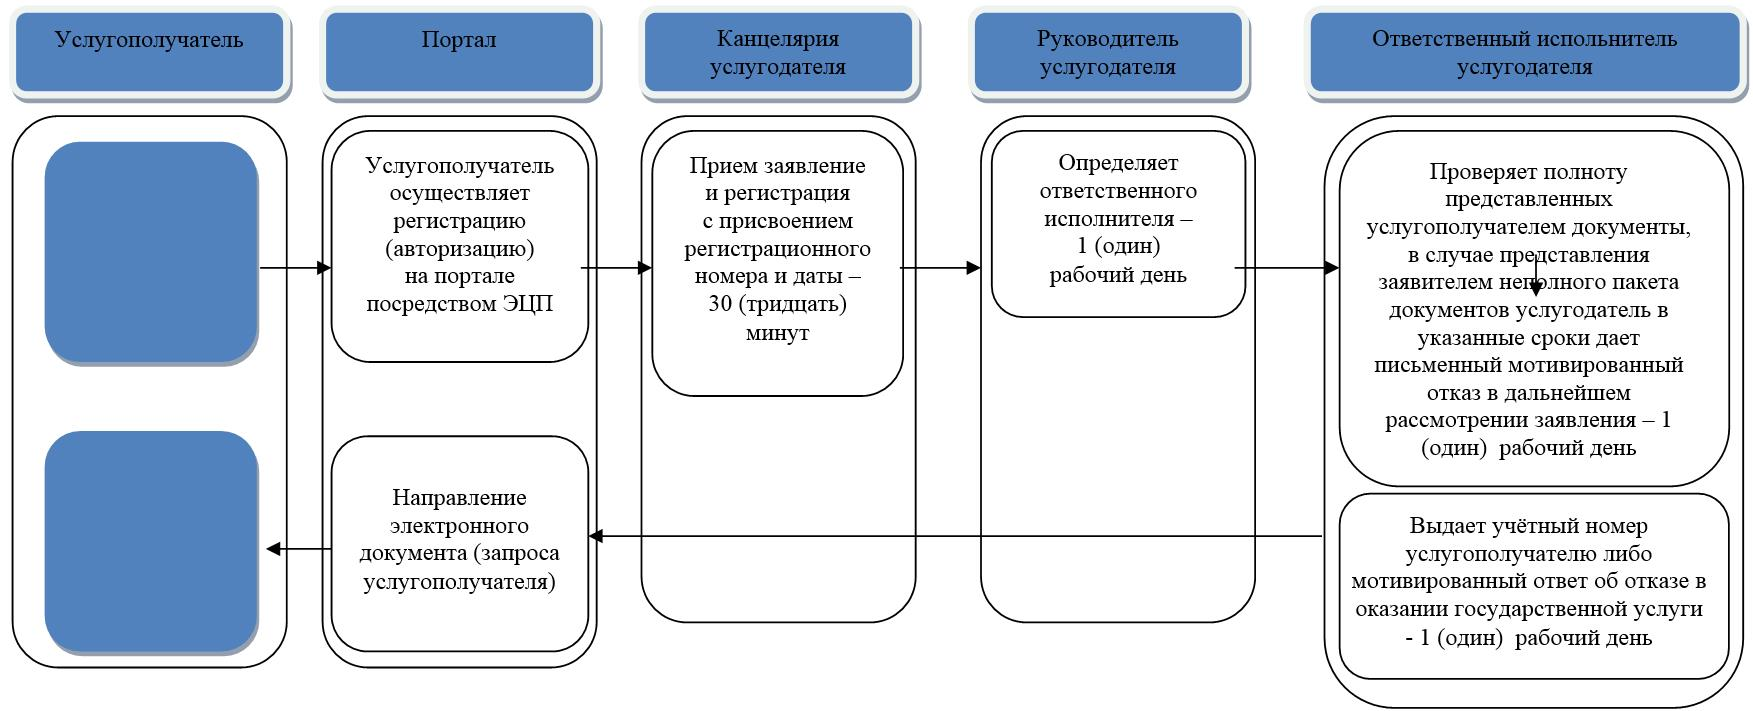 Услугополучатель
Портал
Канцелярия
услугодателя
Руководитель
услугодателя
Ответственный испольнитель
услугодателя
Услугополучатель
осуществляет
регистрацию
(авторизацию)
на портале
посредством ЭЦП
Прием заявление
и регистрация
с присвоением
регистрационного
номера и даты –
30 (тридцать)
минут
Определяет
ответственного
исполнителя –
1 (один)
рабочий день
Проверяет полноту
представленных
услугополучателем документы,
в случае представления
заявителем неполного пакета
документов услугодатель в
указанные сроки дает
письменный мотивированный
отказ в дальнейшем
рассмотрении заявления – 1
(один) рабочий день
Направление
электронного
документа (запроса
услугополучателя)
Выдает учётный номер
услугополучателю либо
мотивированный ответ об отказе в
оказании государственной услуги
- 1 (один) рабочий день